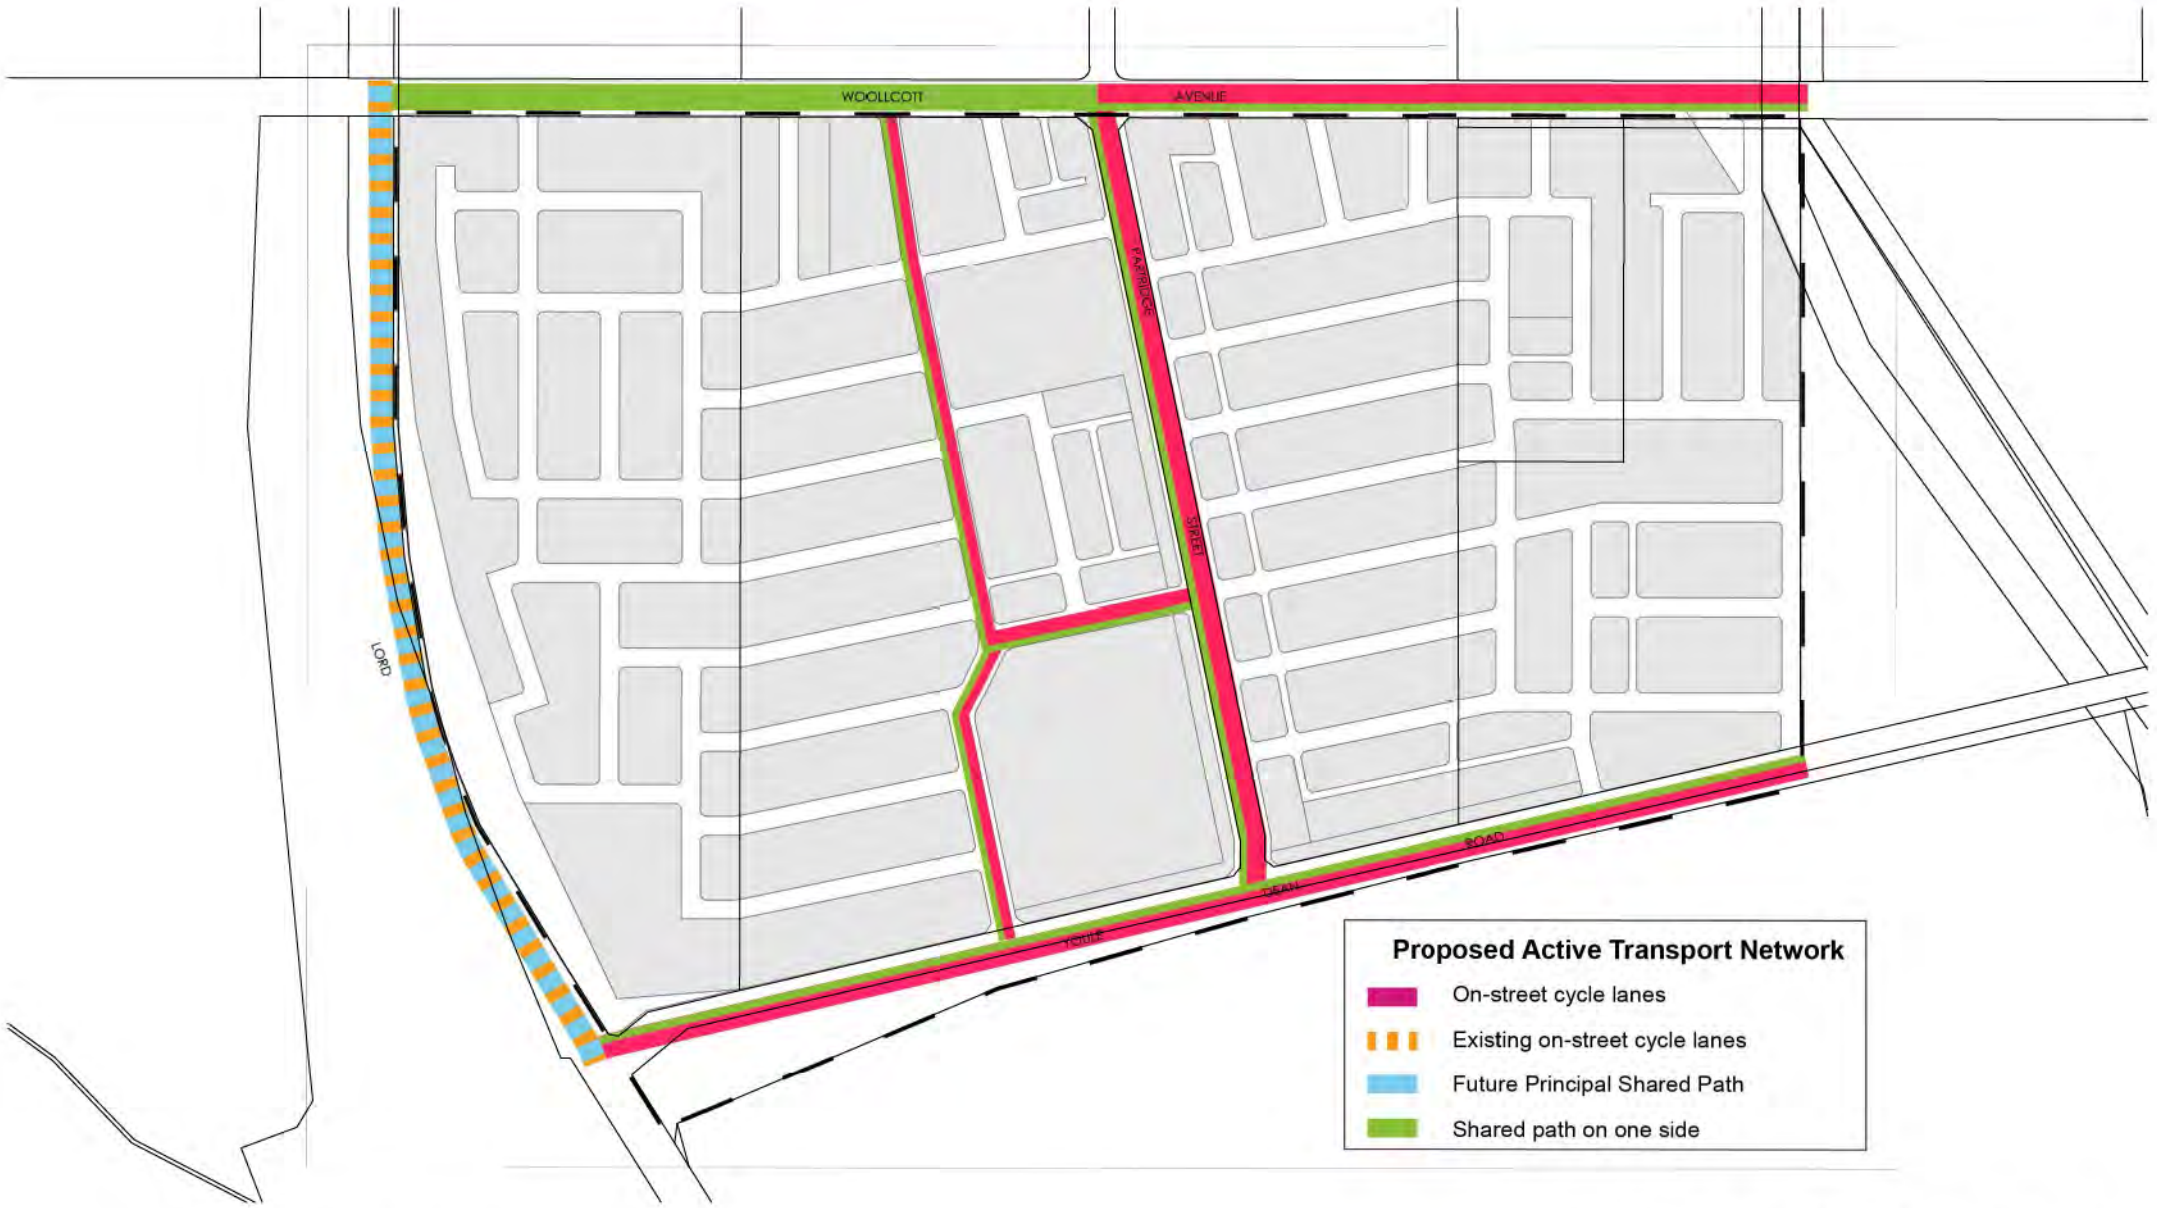 WOOLLCOTT AVENUE
PARTRIDGE
STREET
LORD
ROAD
DEAN
YOULE
Proposed Active Transport Network
On-street cycle lanes
Existing on-street cycle lanes
Future Principal Shared Path
Shared path on one side